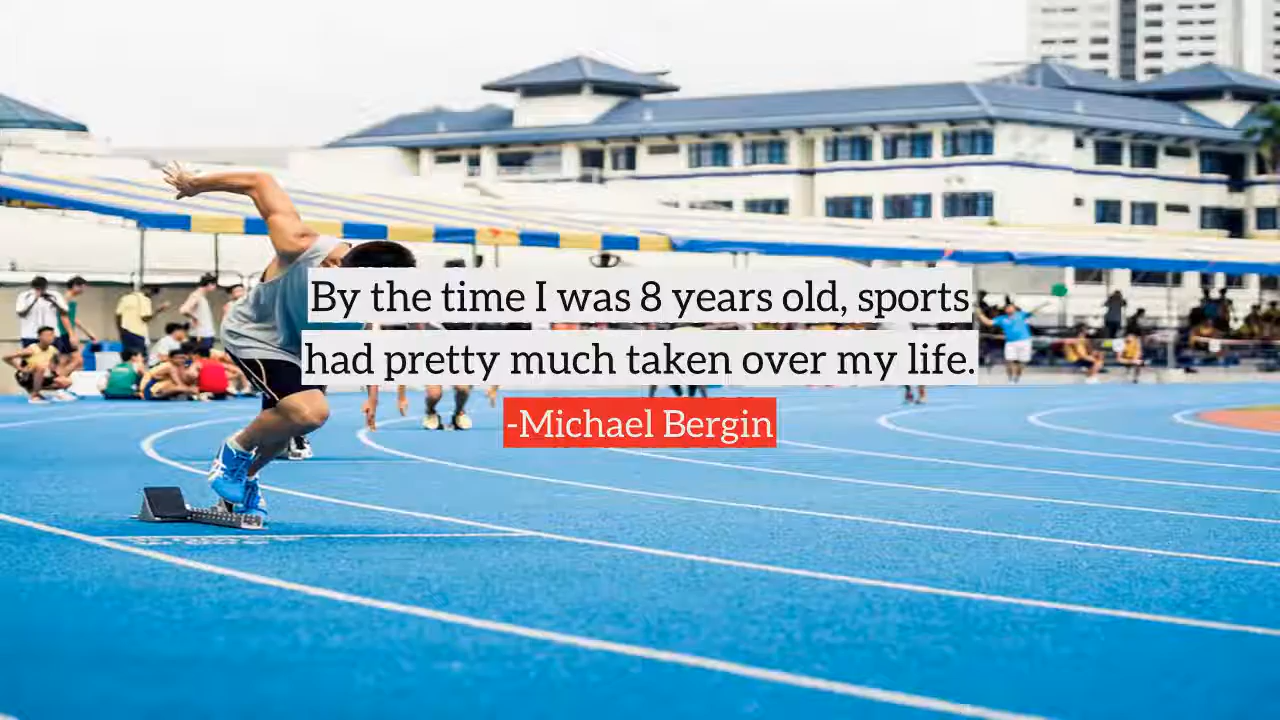 By the time I was 8 years old, sports
had pretty much taken over my life.
-Michael Bergin